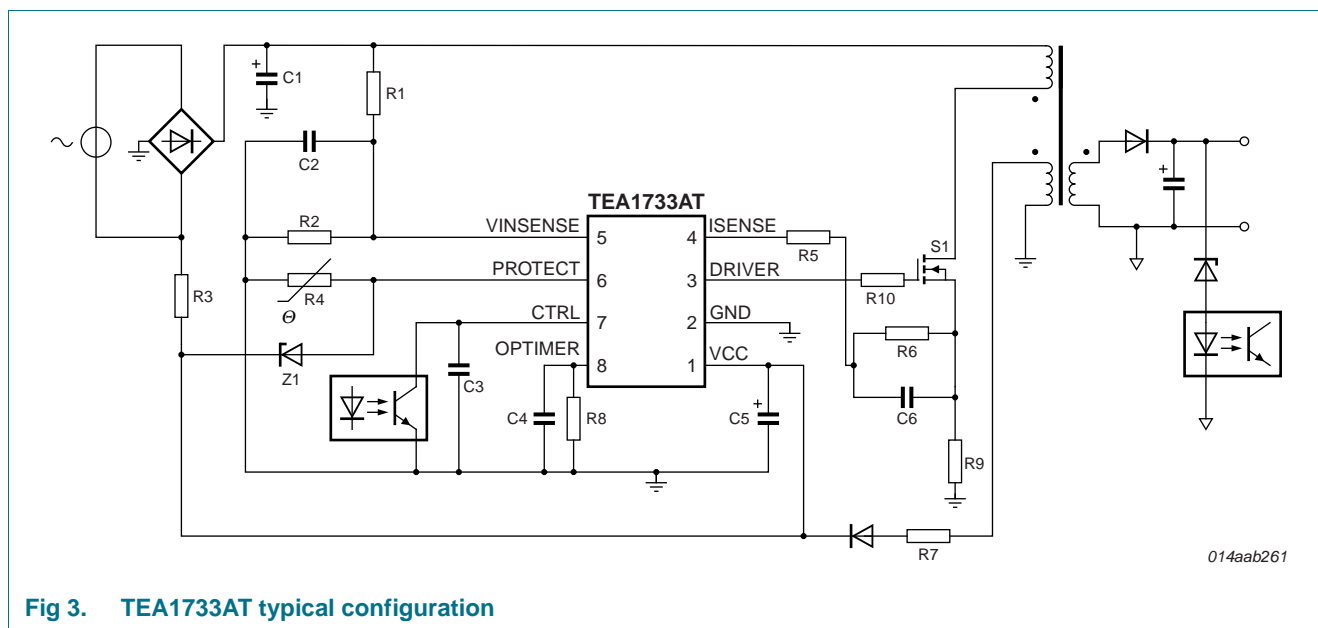 C1
R1
C2
TEA1733AT
R2
VINSENSE
5
4
ISENSE
R5
S1
R3
R4
Θ
PROTECT
6
3
DRIVER
R10
CTRL
7
2
GND
R6
Z1
OPTIMER
8
1
VCC
C3
C4
R8
C5
+
C6
R9
R7
+
+
~
014aab261
Fig 3. TEA1733AT typical configuration